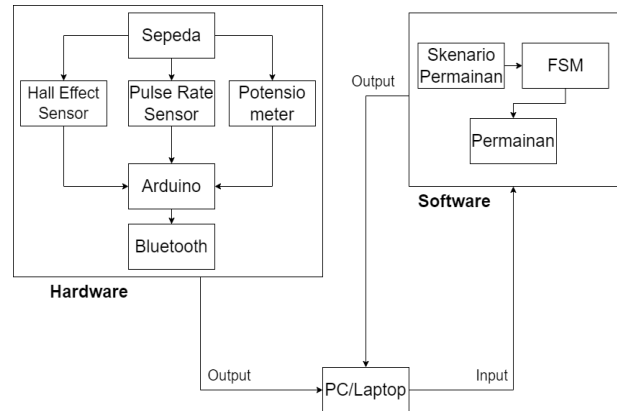 Sepeda
Hall Effect
Sensor
Pulse Rate
Sensor
Potensio
meter
Arduino
Bluetooth
Hardware
Output
PC/Laptop
Input
Output
Skenario
Permainan
FSM
Permainan
Software